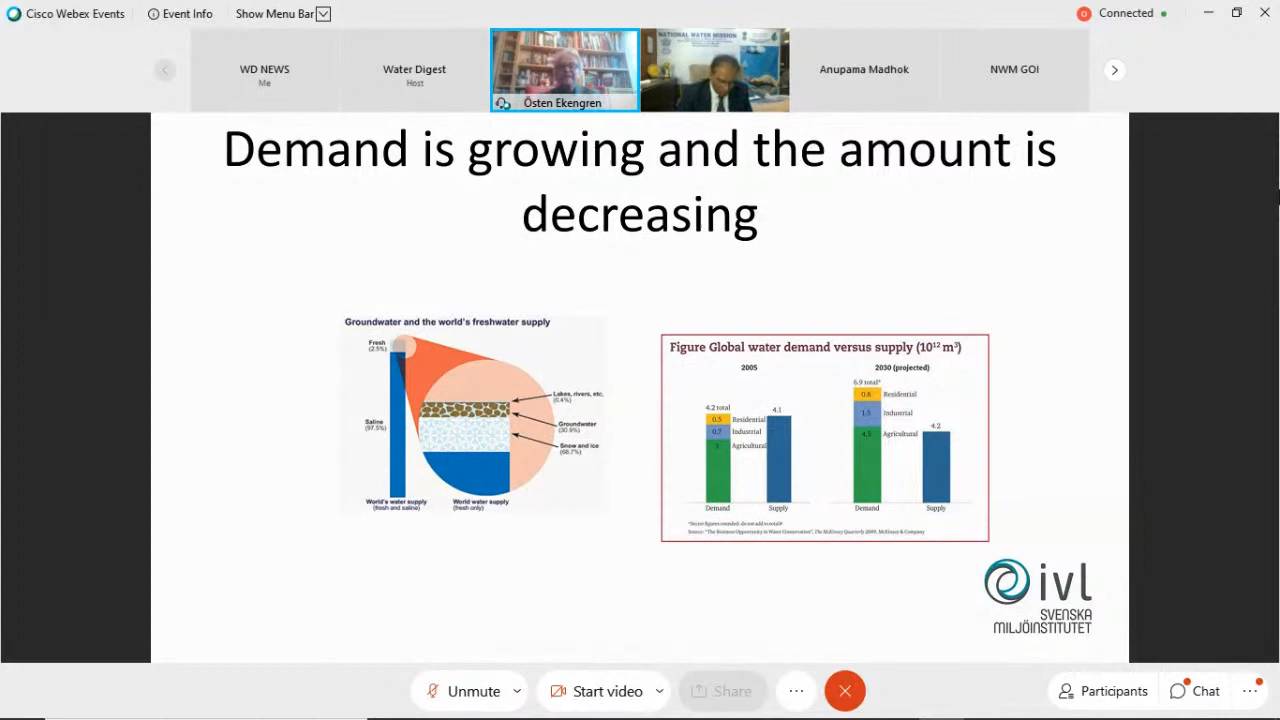 Cisco Webex Events
Event Info
Show Menu Bar
Connected
WD NEWS
Me
Water Digest
Host
Östen Ekengren
NATIONAL WATER MISSION
Anupama Madhok
NWM GOI
Demand is growing and the amount is
decreasing
Groundwater and the world's freshwater supply
Fresh
(2.5%)
Saline
(97.5%)
Lakes, rivers, etc.
(0.4%)
Groundwater
(30.9%)
Snow and ice
(68.7%)
World's water supply
(fresh and saline)
World water supply
(fresh only)
Figure Global water demand versus supply (10¹² m³)
2005
2030 (projected)
4.2 total
0.5 Residential
0.7 Industrial
3 Agricultural
4.1
Demand
Supply
6.9 total*
0.8 Residential
1.5 Industrial
4.5 Agricultural
4.2
Demand
Supply
Source: "The Business Opportunity in Water Conservation", The McKinsey Quarterly 2009, McKinsey & Company
ivl
SVENSKA
MILJÖINSTITUTET
Unmute
Start video
Share
Participants
Chat